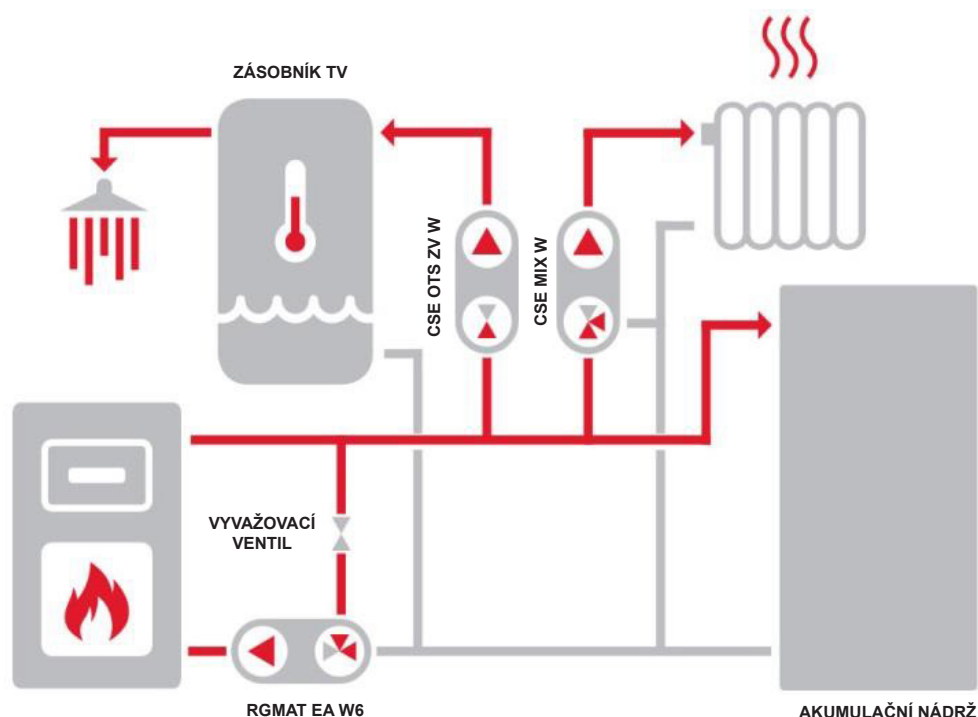 ZÁSOBNÍK TV
CSE OTS ZV W
CSE MIX W
VYVAŽOVACÍ
VENTIL
RGMAT EA W6
AKUMULAČNÍ NÁDRŽ